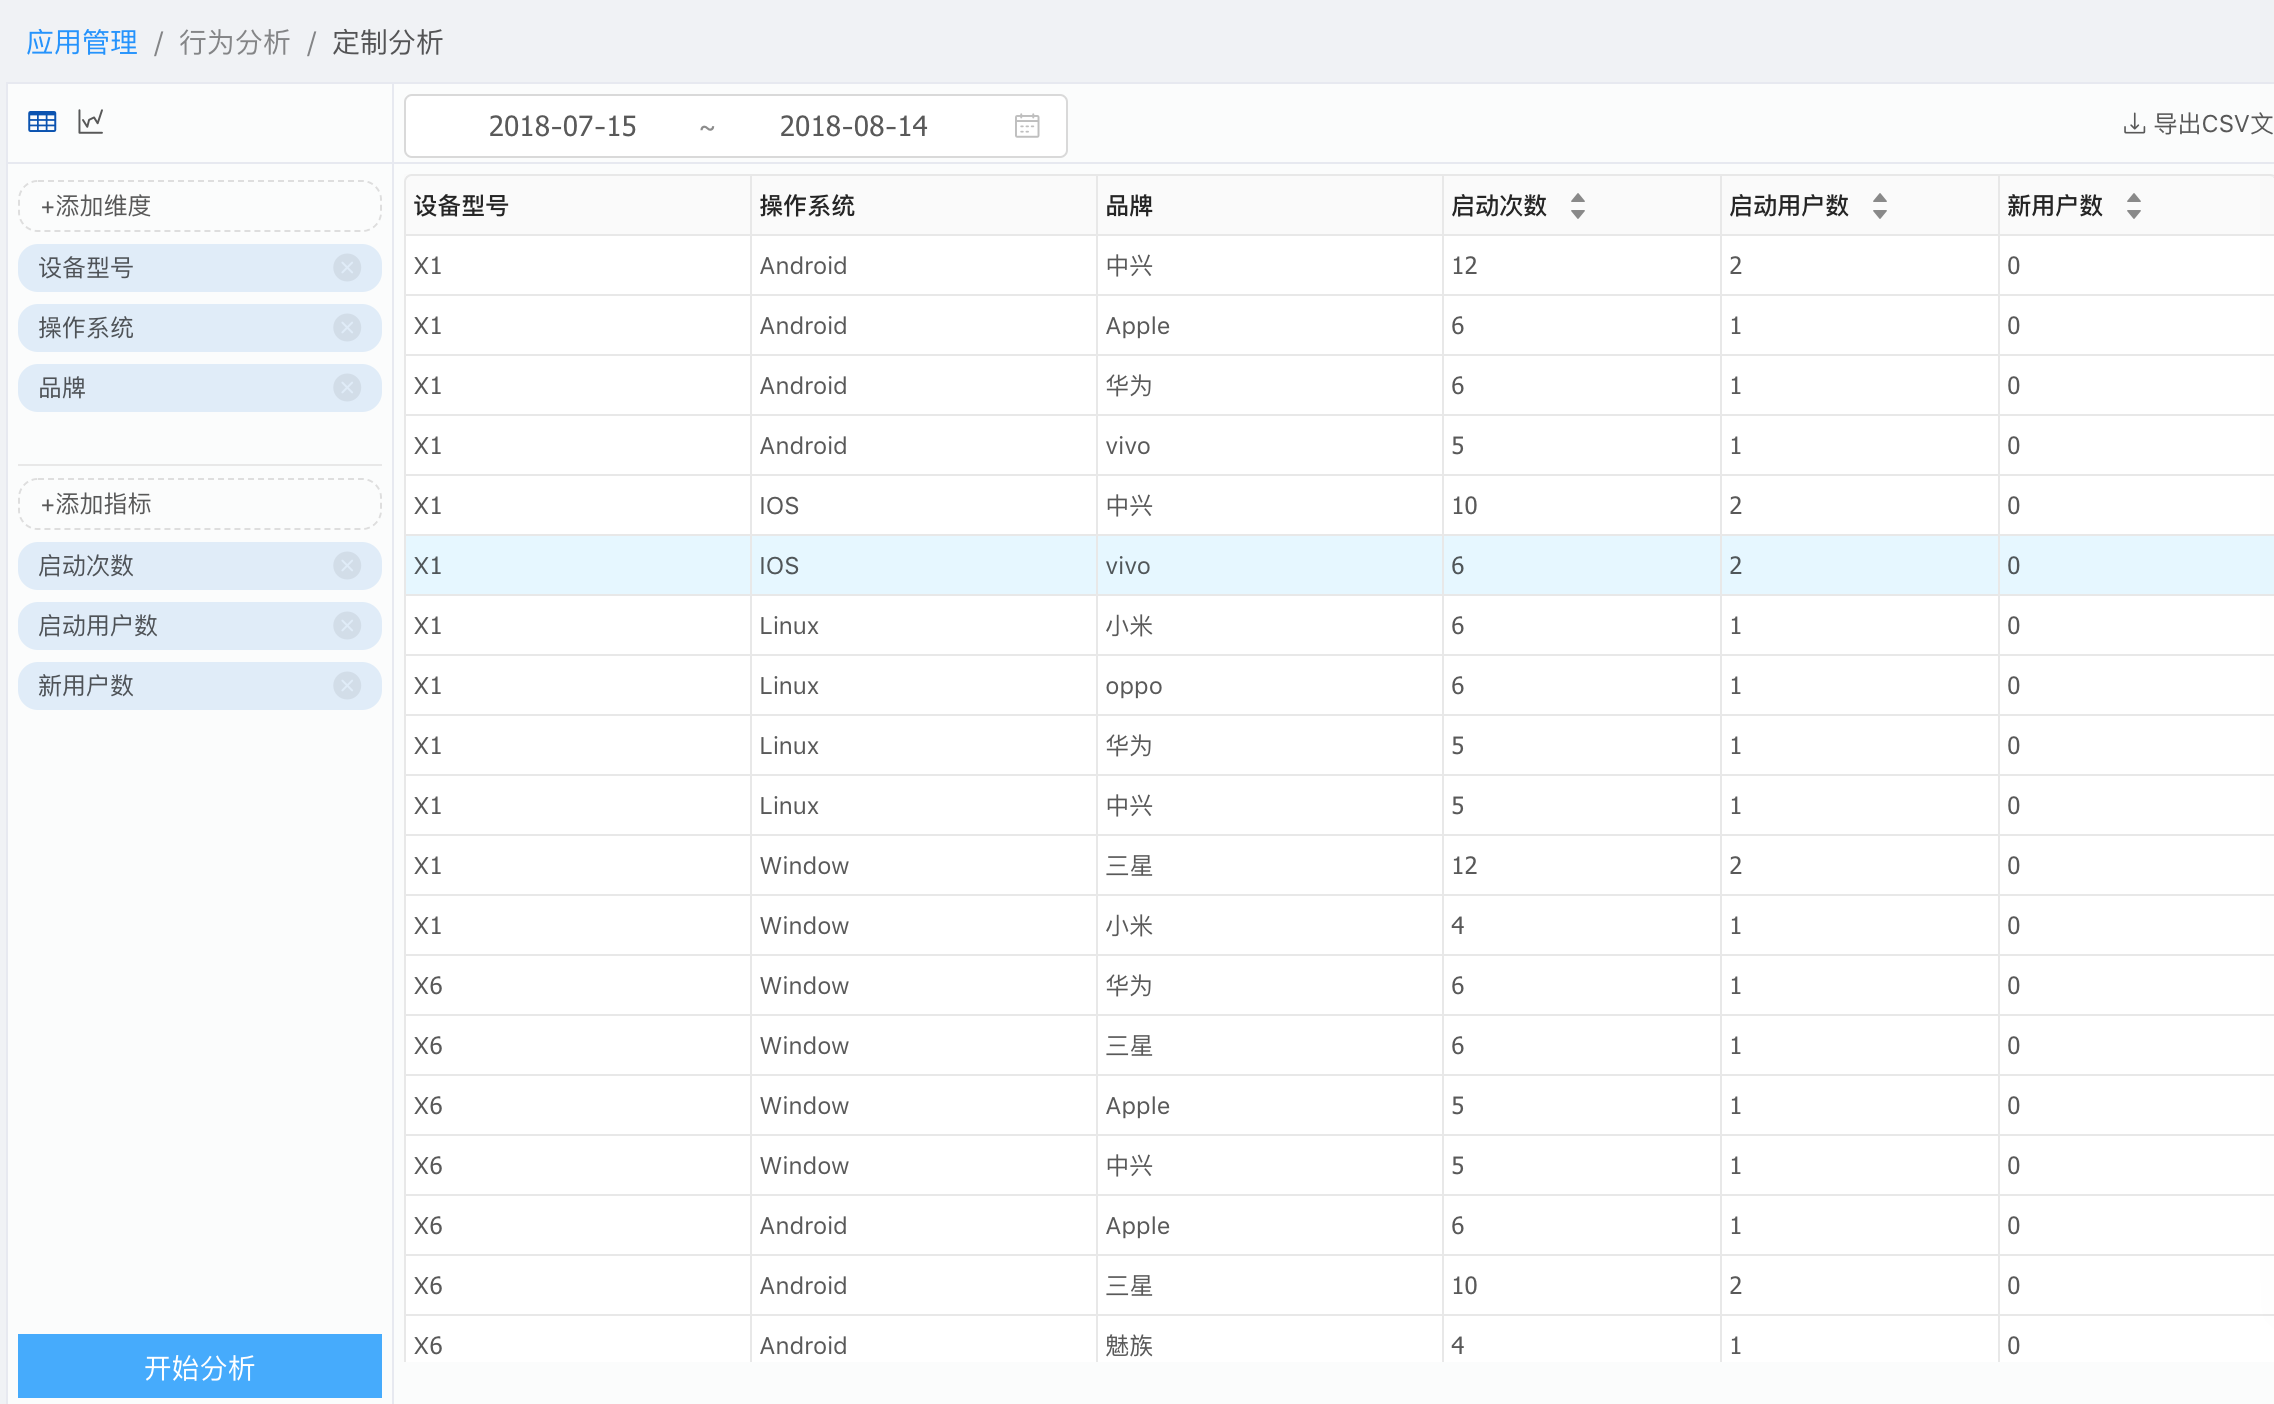 应用管理 / 行为分析 / 定制分析
2018-07-15 ~ 2018-08-14
导出CSV文
+添加维度
设备型号
操作系统
品牌
+添加指标
启动次数
启动用户数
新用户数
开始分析
设备型号 操作系统 品牌 启动次数 启动用户数 新用户数
X1 Android 中兴 12 2 0
X1 Android Apple 6 1 0
X1 Android 华为 6 1 0
X1 Android vivo 5 1 0
X1 IOS 中兴 10 2 0
X1 IOS vivo 6 2 0
X1 Linux 小米 6 1 0
X1 Linux oppo 6 1 0
X1 Linux 华为 5 1 0
X1 Linux 中兴 5 1 0
X1 Window 三星 12 2 0
X1 Window 小米 4 1 0
X6 Window 华为 6 1 0
X6 Window 三星 6 1 0
X6 Window Apple 5 1 0
X6 Window 中兴 5 1 0
X6 Android Apple 6 1 0
X6 Android 三星 10 2 0
X6 Android 魅族 4 1 0